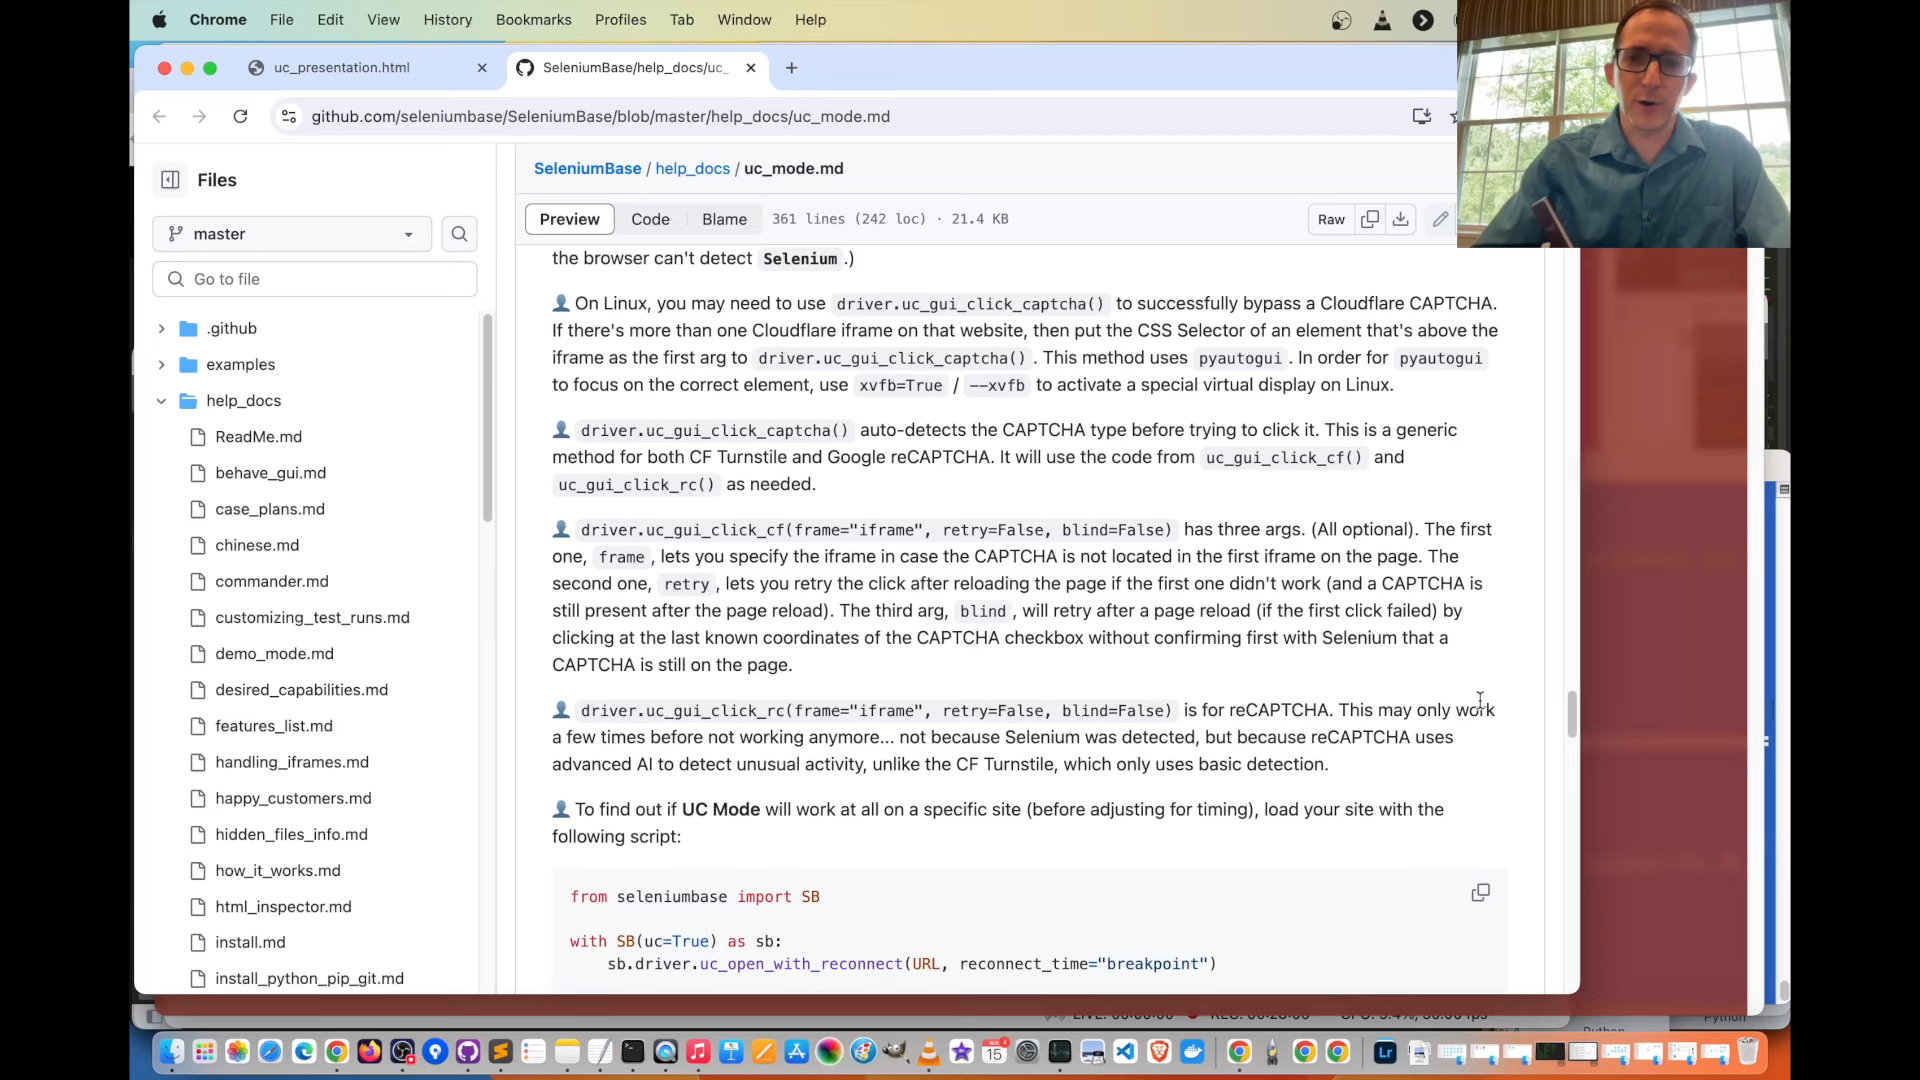 Chrome File Edit View History Bookmarks Profiles Tab Window Help
uc_presentation.html
SeleniumBase/help_docs/uc_
github.com/seleniumbase/SeleniumBase/blob/master/help_docs/uc_mode.md
Files
master
Go to file
.github
examples
help_docs
ReadMe.md
behave_gui.md
case_plans.md
chinese.md
commander.md
customizing_test_runs.md
demo_mode.md
desired_capabilities.md
features_list.md
handling_iframes.md
happy_customers.md
hidden_files_info.md
how_it_works.md
html_inspector.md
install.md
install_python_pip_git.md
SeleniumBase / help_docs / uc_mode.md
Preview Code Blame 361 lines (242 loc) · 21.4 KB Raw
the browser can't detect Selenium .)
On Linux, you may need to use driver.uc_gui_click_captcha() to successfully bypass a Cloudflare CAPTCHA.
If there's more than one Cloudflare iframe on that website, then put the CSS Selector of an element that's above the
iframe as the first arg to driver.uc_gui_click_captcha() . This method uses pyautogui . In order for pyautogui
to focus on the correct element, use xvfb=True / --xvfb to activate a special virtual display on Linux.
driver.uc_gui_click_captcha() auto-detects the CAPTCHA type before trying to click it. This is a generic
method for both CF Turnstile and Google reCAPTCHA. It will use the code from uc_gui_click_cf() and
uc_gui_click_rc() as needed.
driver.uc_gui_click_cf(frame="iframe", retry=False, blind=False) has three args. (All optional). The first
one, frame , lets you specify the iframe in case the CAPTCHA is not located in the first iframe on the page. The
second one, retry , lets you retry the click after reloading the page if the first one didn't work (and a CAPTCHA is
still present after the page reload). The third arg, blind , will retry after a page reload (if the first click failed) by
clicking at the last known coordinates of the CAPTCHA checkbox without confirming first with Selenium that a
CAPTCHA is still on the page.
driver.uc_gui_click_rc(frame="iframe", retry=False, blind=False) is for reCAPTCHA. This may only work
a few times before not working anymore... not because Selenium was detected, but because reCAPTCHA uses
advanced AI to detect unusual activity, unlike the CF Turnstile, which only uses basic detection.
To find out if UC Mode will work at all on a specific site (before adjusting for timing), load your site with the
following script:
from seleniumbase import SB
with SB(uc=True) as sb:
sb.driver.uc_open_with_reconnect(URL, reconnect_time="breakpoint")
15
Lr